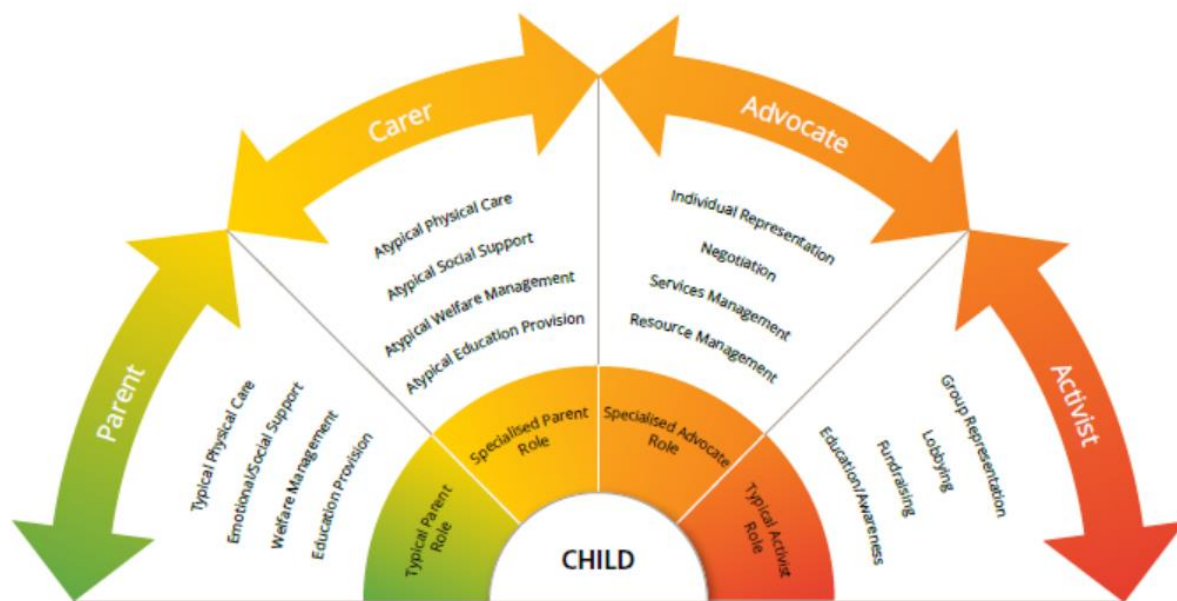 Parent
Carer
Advocate
Activist
Typical Physical Care
Emotional/Social Support
Welfare Management
Education Provision
Atypical Physical Care
Atypical Social Support
Atypical Welfare Management
Atypical Education Provision
Individual Representation
Negotiation
Services Management
Resource Management
Group Representation
Lobbying
Fundraising
Education/Awareness
Typical Parent
Role
Specialised Parent
Role
Specialised Advocate
Role
Typical Activist
Role
CHILD